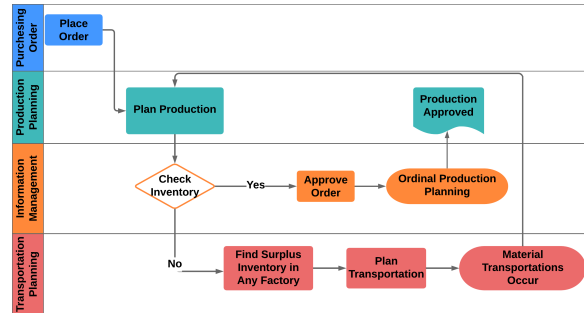 Purchesing
Order
Place
Order
Production
Planning
Plan Production
Production
Approved
Information
Management
Check
Inventory
Yes
Approve
Order
Ordinal Production
Planning
Transportation
Planning
No
Find Surplus
Inventory in
Any Factory
Plan
Transportation
Material
Transportations
Occur